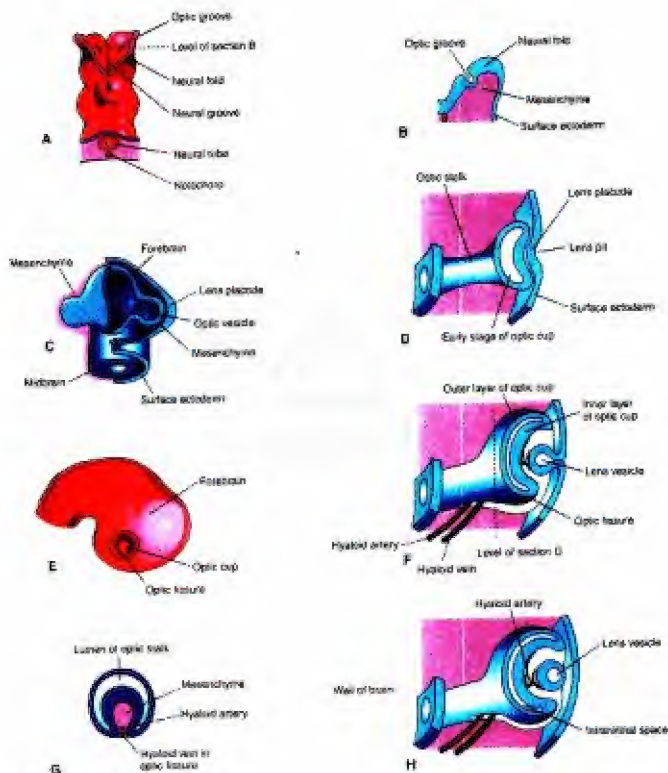 Optic groove
Level of section B
Neural fold
Neural groove
Neural tube
Notochord
A
Optic groove
Neural fold
Mesenchyme
Surface ectoderm
B
Mesenchyme
Forebrain
Lens placode
Optic vesicle
Mesenchyme
Midbrain
Surface ectoderm
C
Optic stalk
Lens placode
Lens pit
Surface ectoderm
Early stage of optic cup
D
Forebrain
Optic cup
Optic fissure
E
Outer layer of optic cup
Inner layer
of optic cup
Lens vesicle
Optic fissure
Hyaloid artery
Hyaloid vein
Level of section G
F
Lumen of optic stalk
Mesenchyme
Hyaloid artery
Hyaloid vein in
optic fissure
G
Hyaloid artery
Lens vesicle
Wall of brain
Intraretinal space
H